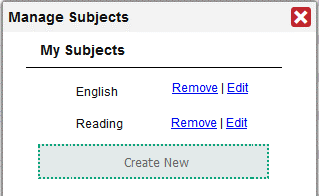 Manage Subjects
My Subjects
English Remove | Edit
Reading Remove | Edit
Create New